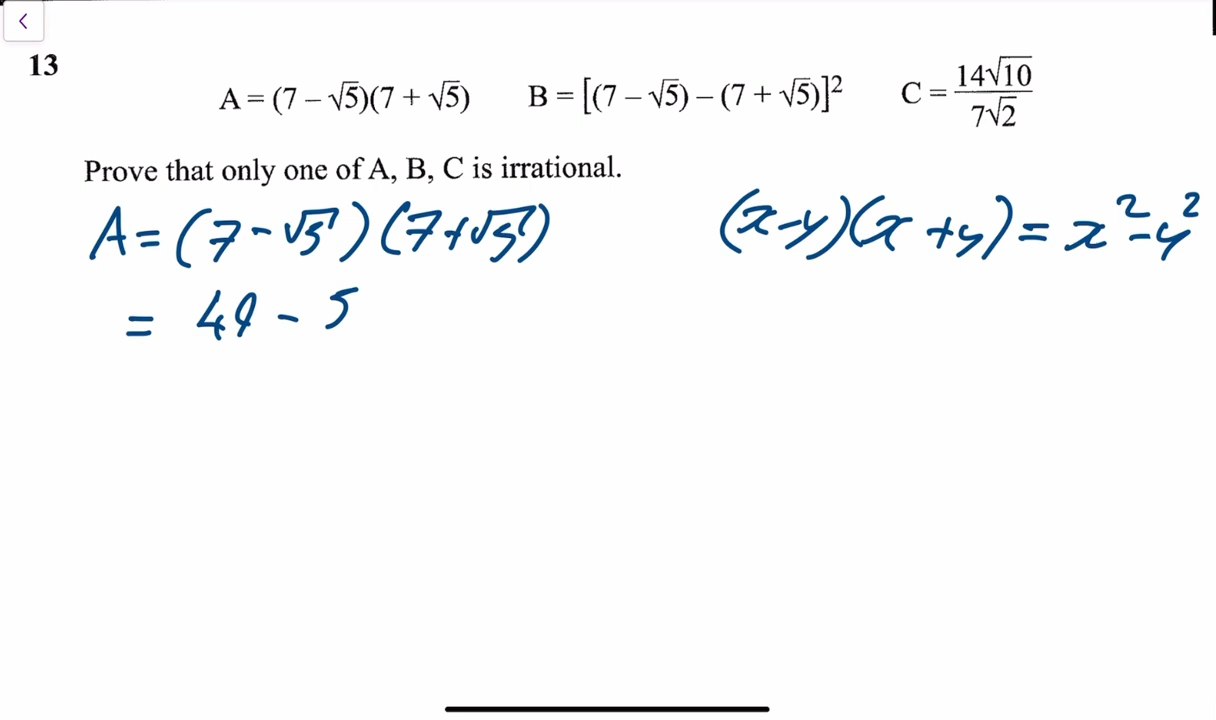 13
A = (7 – √5)(7 + √5) B = [(7 – √5) – (7 + √5)]² C = 14√10 / 7√2
Prove that only one of A, B, C is irrational.
A = (7 - √5)(7 + √5) (x - y)(x + y) = x² - y²
= 49 - 5